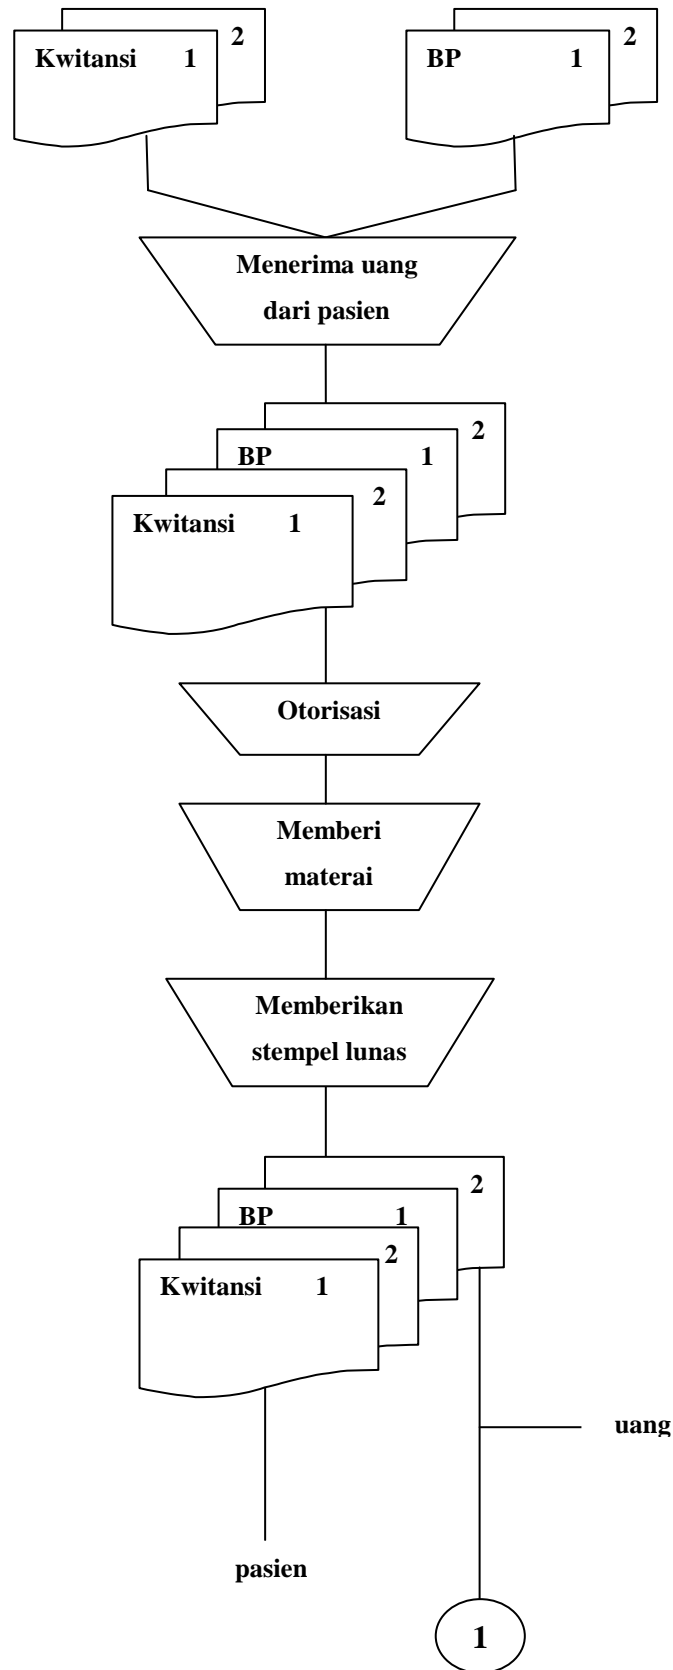 2
Kwitansi 1
2
BP 1
Menerima uang
dari pasien
2
BP 1
2
Kwitansi 1
Otorisasi
Memberi
materai
Memberikan
stempel lunas
2
BP 1
2
Kwitansi 1
uang
pasien
1